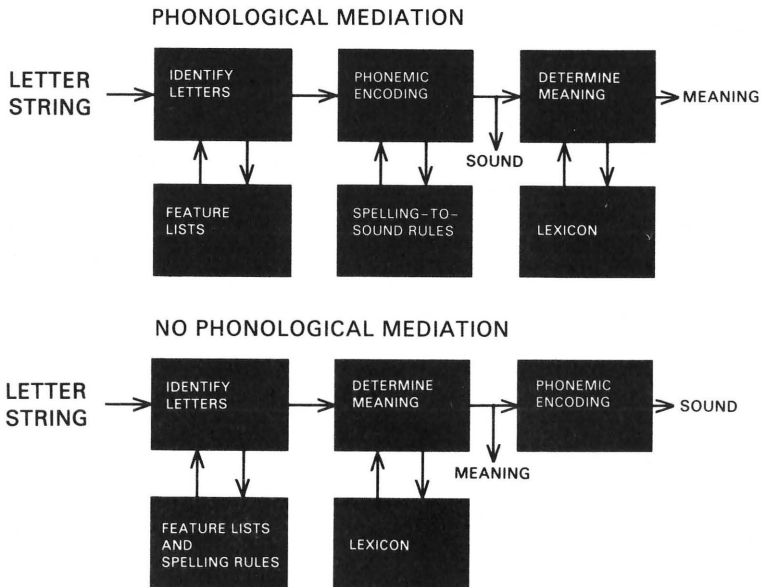 PHONOLOGICAL MEDIATION
LETTER
STRING
IDENTIFY
LETTERS
PHONEMIC
ENCODING
DETERMINE
MEANING
MEANING
SOUND
FEATURE
LISTS
SPELLING-TO-
SOUND RULES
LEXICON
NO PHONOLOGICAL MEDIATION
LETTER
STRING
IDENTIFY
LETTERS
DETERMINE
MEANING
PHONEMIC
ENCODING
SOUND
MEANING
FEATURE LISTS
AND
SPELLING RULES
LEXICON